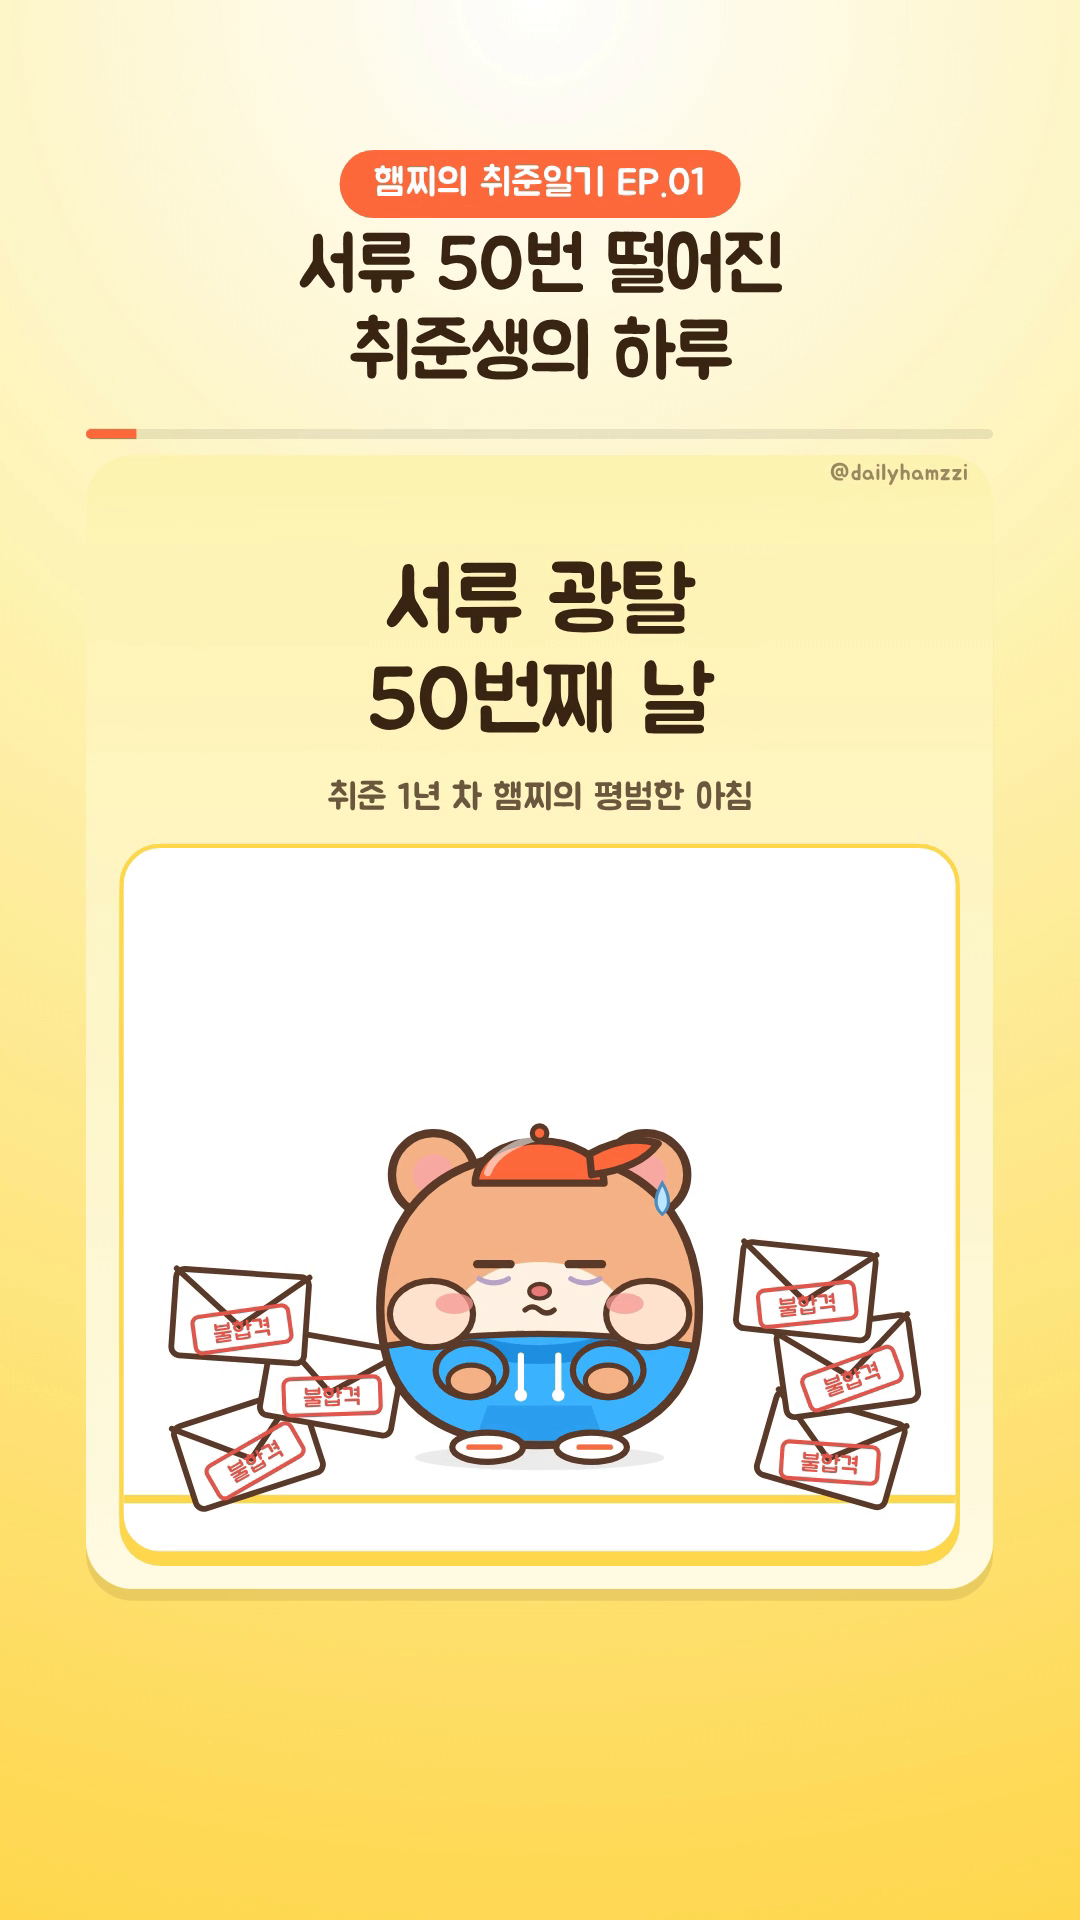 햄찌의 취준일기 EP.01
서류 50번 떨어진
취준생의 하루
@dailyhamzzi
서류 광탈
50번째 날
취준 1년 차 햄찌의 평범한 아침
불합격
불합격
불합격
불합격
불합격
불합격